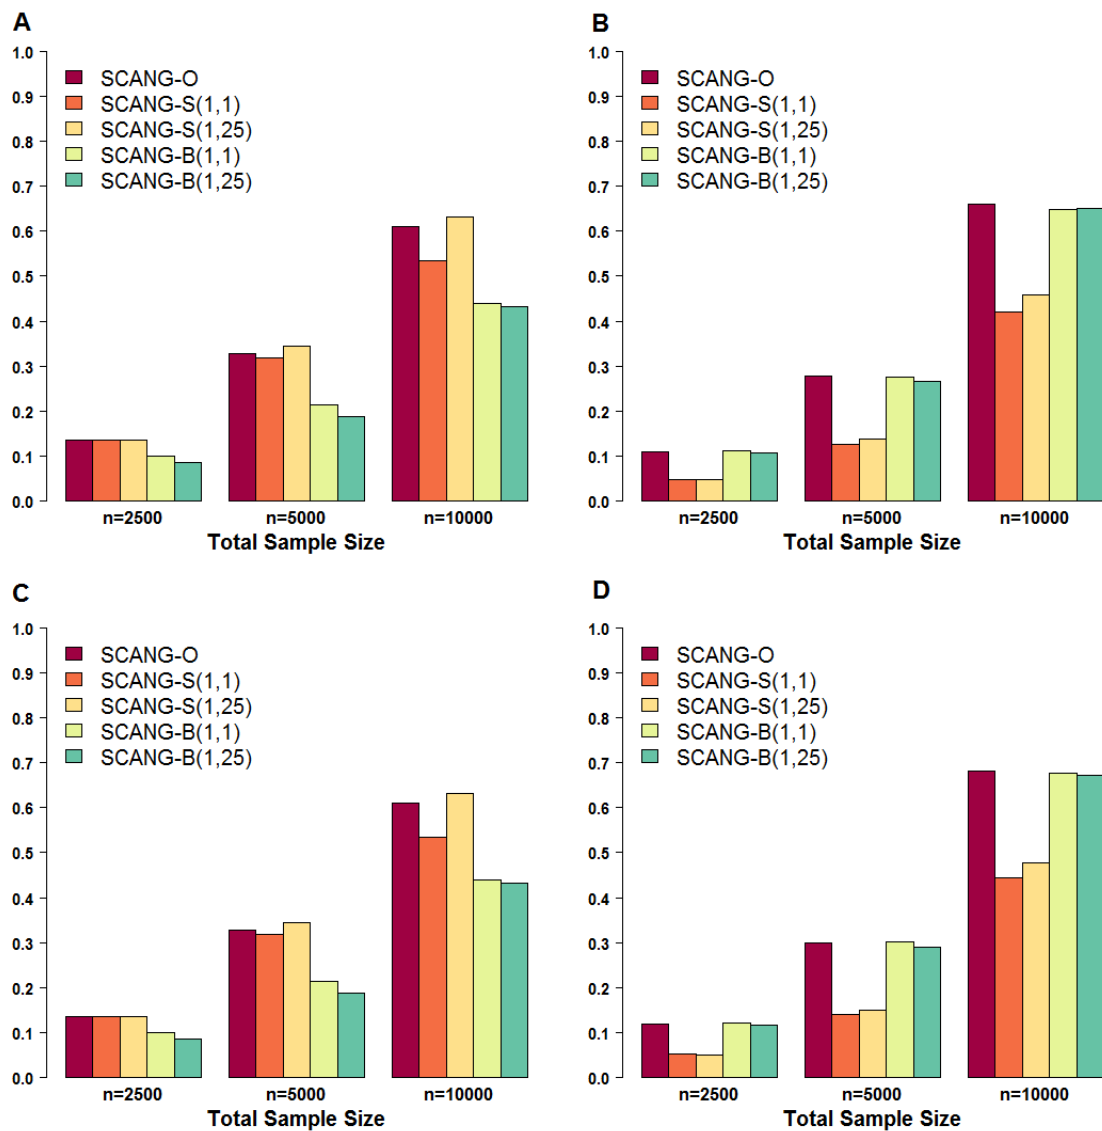 A
1.0
0.9
0.8
0.7
0.6
0.5
0.4
0.3
0.2
0.1
0.0
SCANG-O
SCANG-S(1,1)
SCANG-S(1,25)
SCANG-B(1,1)
SCANG-B(1,25)
n=2500 n=5000 n=10000
Total Sample Size
B
1.0
0.9
0.8
0.7
0.6
0.5
0.4
0.3
0.2
0.1
0.0
SCANG-O
SCANG-S(1,1)
SCANG-S(1,25)
SCANG-B(1,1)
SCANG-B(1,25)
n=2500 n=5000 n=10000
Total Sample Size
C
1.0
0.9
0.8
0.7
0.6
0.5
0.4
0.3
0.2
0.1
0.0
SCANG-O
SCANG-S(1,1)
SCANG-S(1,25)
SCANG-B(1,1)
SCANG-B(1,25)
n=2500 n=5000 n=10000
Total Sample Size
D
1.0
0.9
0.8
0.7
0.6
0.5
0.4
0.3
0.2
0.1
0.0
SCANG-O
SCANG-S(1,1)
SCANG-S(1,25)
SCANG-B(1,1)
SCANG-B(1,25)
n=2500 n=5000 n=10000
Total Sample Size